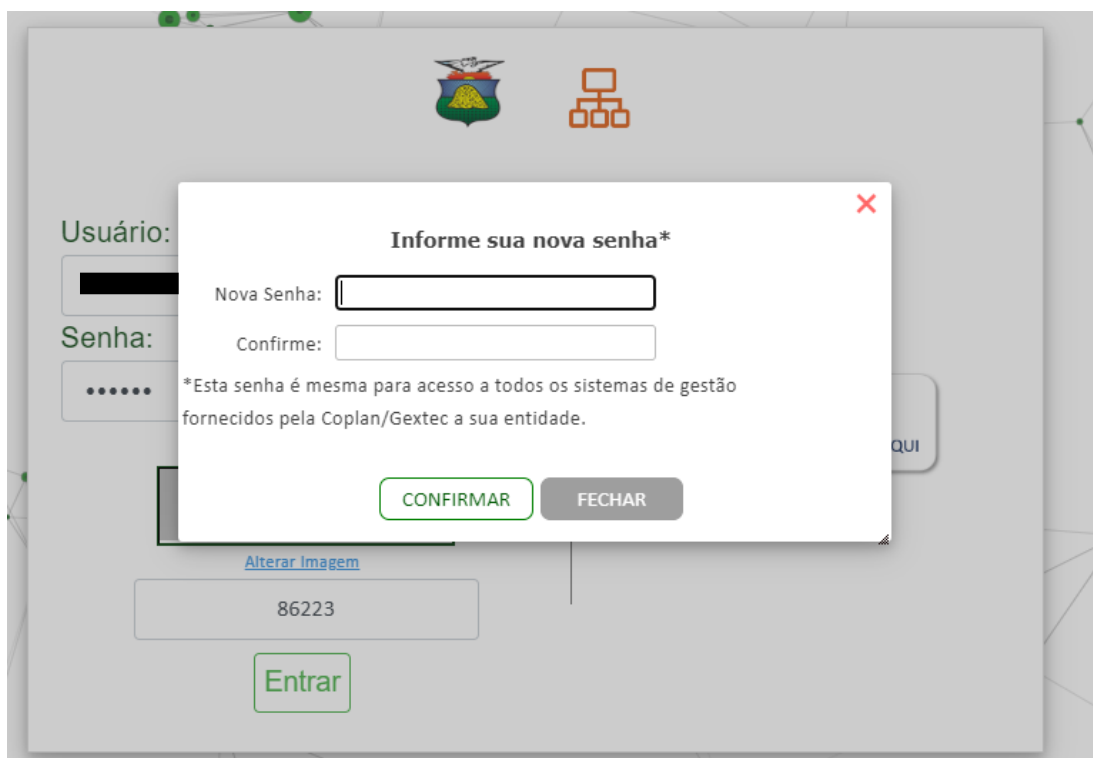 Usuário:
Informe sua nova senha*
Nova Senha:
Senha:
Confirme:
*Esta senha é mesma para acesso a todos os sistemas de gestão
fornecidos pela Coplan/Gextec a sua entidade.
QUI
CONFIRMAR
FECHAR
Alterar Imagem
86223
Entrar